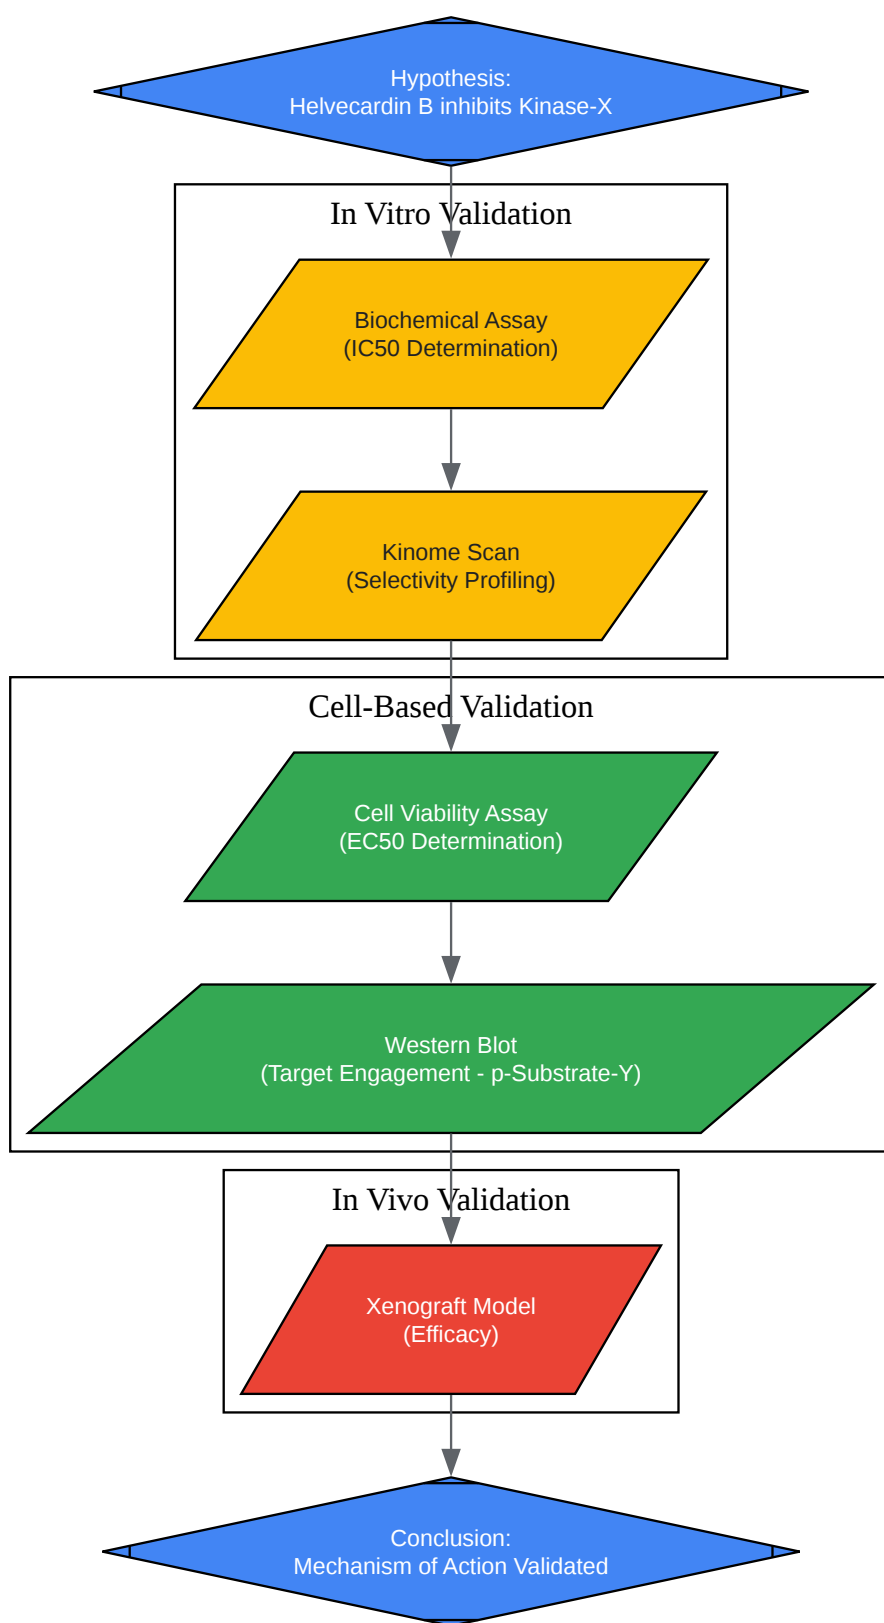 Hypothesis:
Helvecardin B inhibits Kinase-X
In Vitro Validation
Biochemical Assay
(IC50 Determination)
Kinome Scan
(Selectivity Profiling)
Cell-Based Validation
Cell Viability Assay
(EC50 Determination)
Western Blot
(Target Engagement - p-Substrate-Y)
In Vivo Validation
Xenograft Model
(Efficacy)
Conclusion:
Mechanism of Action Validated